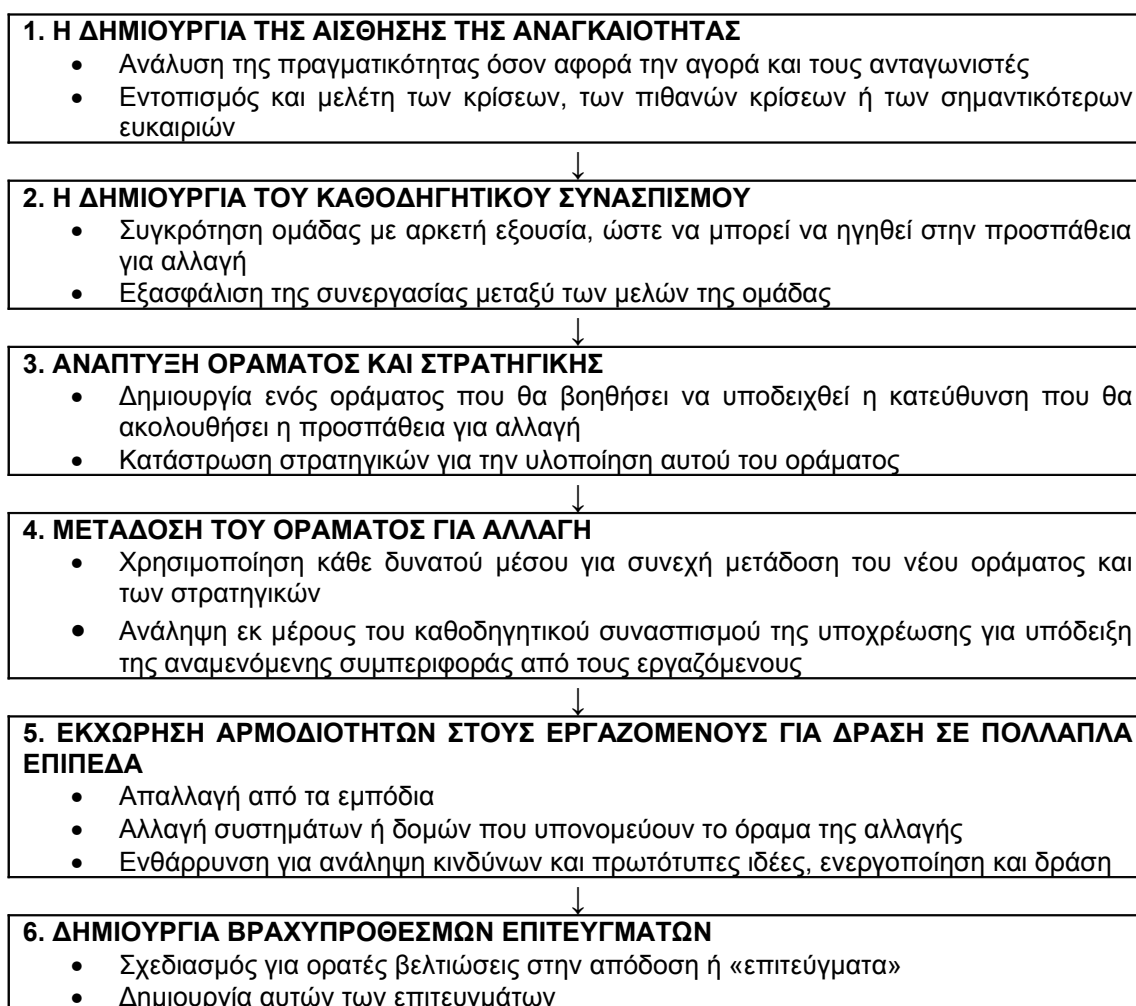 1. Η ΔΗΜΙΟΥΡΓΙΑ ΤΗΣ ΑΙΣΘΗΣΗΣ ΤΗΣ ΑΝΑΓΚΑΙΟΤΗΤΑΣ
• Ανάλυση της πραγματικότητας όσον αφορά την αγορά και τους ανταγωνιστές
• Εντοπισμός και μελέτη των κρίσεων, των πιθανών κρίσεων ή των σημαντικότερων
ευκαιριών
↓
2. Η ΔΗΜΙΟΥΡΓΙΑ ΤΟΥ ΚΑΘΟΔΗΓΗΤΙΚΟΥ ΣΥΝΑΣΠΙΣΜΟΥ
• Συγκρότηση ομάδας με αρκετή εξουσία, ώστε να μπορεί να ηγηθεί στην προσπάθεια
για αλλαγή
• Εξασφάλιση της συνεργασίας μεταξύ των μελών της ομάδας
↓
3. ΑΝΑΠΤΥΞΗ ΟΡΑΜΑΤΟΣ ΚΑΙ ΣΤΡΑΤΗΓΙΚΗΣ
• Δημιουργία ενός οράματος που θα βοηθήσει να υποδειχθεί η κατεύθυνση που θα
ακολουθήσει η προσπάθεια για αλλαγή
• Κατάστρωση στρατηγικών για την υλοποίηση αυτού του οράματος
↓
4. ΜΕΤΑΔΟΣΗ ΤΟΥ ΟΡΑΜΑΤΟΣ ΓΙΑ ΑΛΛΑΓΗ
• Χρησιμοποίηση κάθε δυνατού μέσου για συνεχή μετάδοση του νέου οράματος και
των στρατηγικών
• Ανάληψη εκ μέρους του καθοδηγητικού συνασπισμού της υποχρέωσης για υπόδειξη
της αναμενόμενης συμπεριφοράς από τους εργαζόμενους
↓
5. ΕΚΧΩΡΗΣΗ ΑΡΜΟΔΙΟΤΗΤΩΝ ΣΤΟΥΣ ΕΡΓΑΖΟΜΕΝΟΥΣ ΓΙΑ ΔΡΑΣΗ ΣΕ ΠΟΛΛΑΠΛΑ
ΕΠΙΠΕΔΑ
• Απαλλαγή από τα εμπόδια
• Αλλαγή συστημάτων ή δομών που υπονομεύουν το όραμα της αλλαγής
• Ενθάρρυνση για ανάληψη κινδύνων και πρωτότυπες ιδέες, ενεργοποίηση και δράση
↓
6. ΔΗΜΙΟΥΡΓΙΑ ΒΡΑΧΥΠΡΟΘΕΣΜΩΝ ΕΠΙΤΕΥΓΜΑΤΩΝ
• Σχεδιασμός για ορατές βελτιώσεις στην απόδοση ή «επιτεύγματα»
• Δημιουργία αυτών των επιτευγμάτων